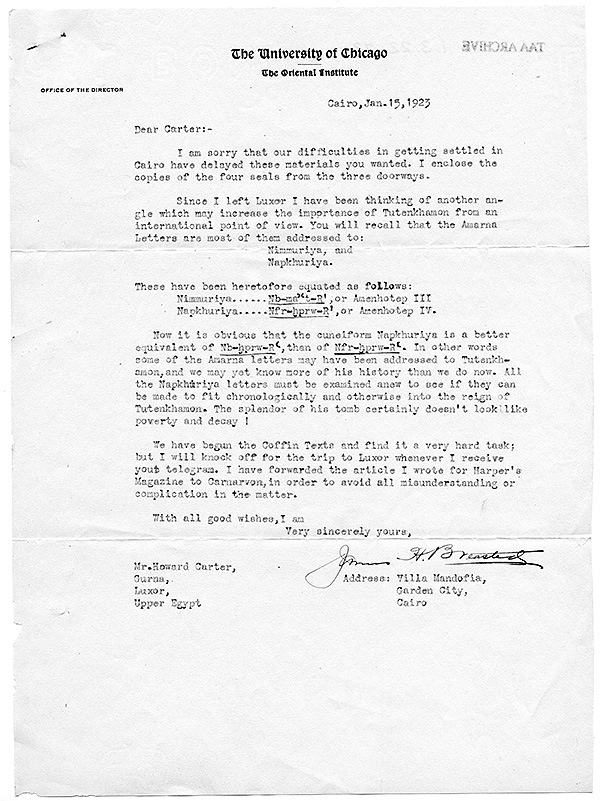 TAA ARCHIVE
The University of Chicago
The Oriental Institute
OFFICE OF THE DIRECTOR
Cairo,Jan.15,1923
Dear Carter:-
I am sorry that our difficulties in getting settled in
Cairo have delayed these materials you wanted. I enclose the
copies of the four seals from the three doorways.
Since I left Luxor I have been thinking of another an-
gle which may increase the importance of Tutenkhamon from an
international point of view. You will recall that the Amarna
Letters are most of them addressed to:
Nimmuriya, and
Napkhuriya.
These have been heretofore equated as follows:
Nimmuriya.....Nb-maʿt-Rʿ,or Amenhotep III
Napkhuriya.....Nfr-ḫprw-Rʿ,or Amenhotep IV.
Now it is obvious that the cuneiform Napkhuriya is a better
equivalent of Nb-ḫprw-Rʿ,than of Nfr-ḫprw-Rʿ. In other words
some of the Amarna letters may have been addressed to Tutenkh-
amon,and we may yet know more of his history than we do now. All
the Napkhuriya letters must be examined anew to see if they can
be made to fit chronologically and otherwise into the reign of
Tutenkhamon. The splendor of his tomb certainly doesn't look like
poverty and decay !
We have begun the Coffin Texts and find it a very hard task;
but I will knock off for the trip to Luxor whenever I receive
your telegram. I have forwarded the article I wrote for Harper's
Magazine to Carnarvon,in order to avoid all misunderstanding or
complication in the matter.
With all good wishes,I am
Very sincerely yours,
James H. Breasted
Mr.Howard Carter,
Gurna,
Luxor,
Upper Egypt
Address: Villa Mandofia,
Garden City,
Cairo